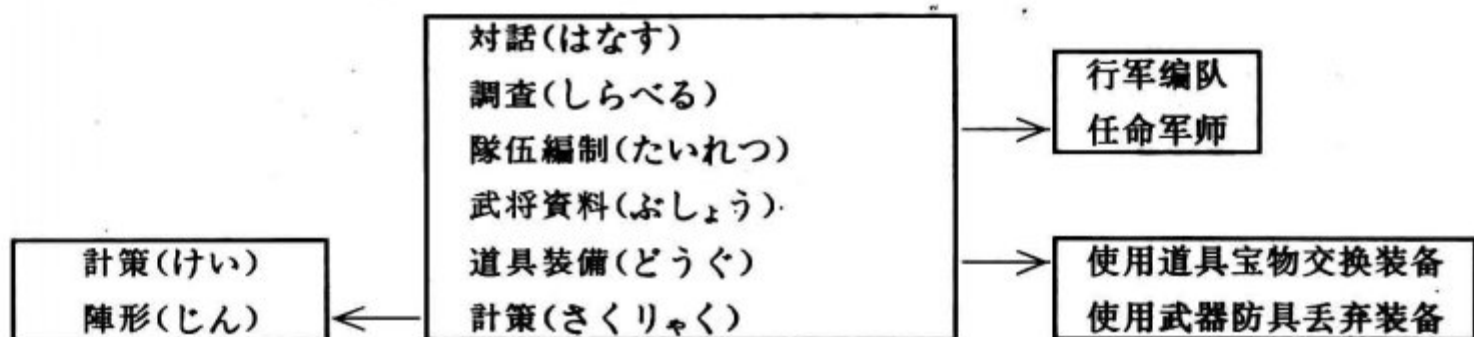 対話(はなす)
調査(しらべる)
隊伍編制(たいれつ)
武将資料(ぶしょう)
道具装備(どうぐ)
計策(さくりゃく)
行军编队
任命军师
使用道具宝物交换装备
使用武器防具丢弃装备
計策(けい)
陣形(じん)